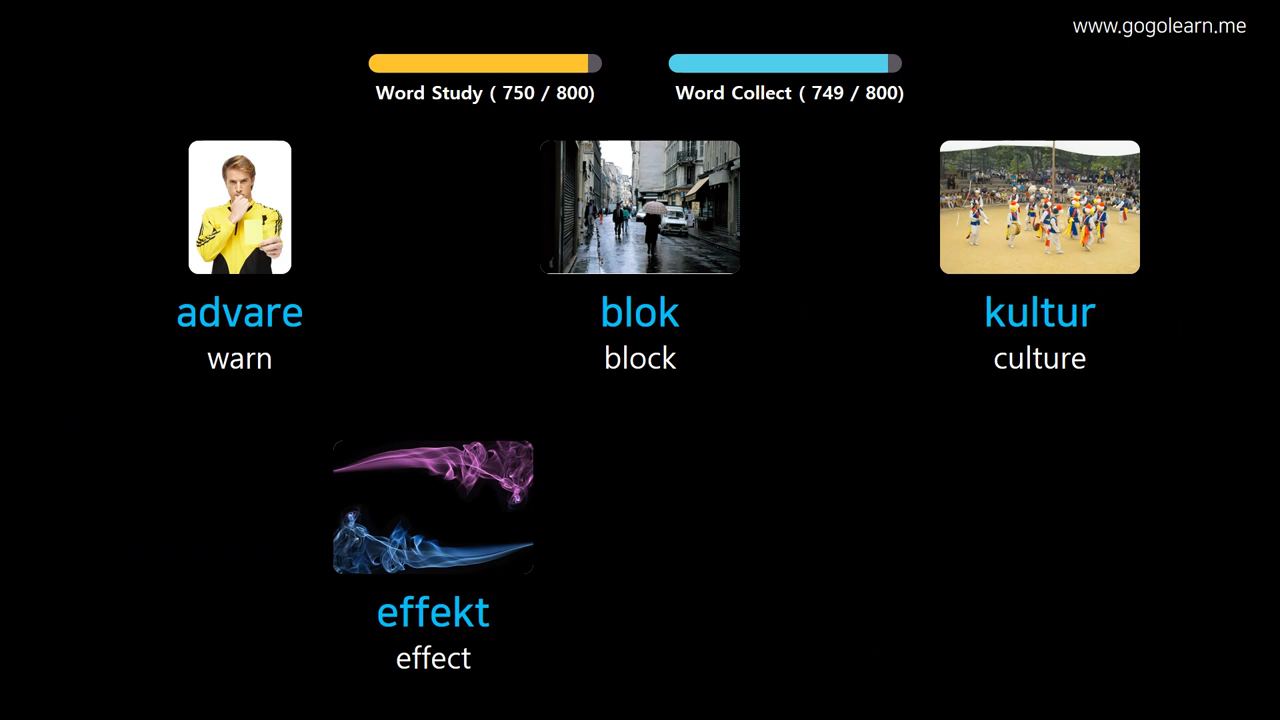 www.gogolearn.me
Word Study ( 750 / 800)
Word Collect ( 749 / 800)
advare
warn
blok
block
kultur
culture
effekt
effect